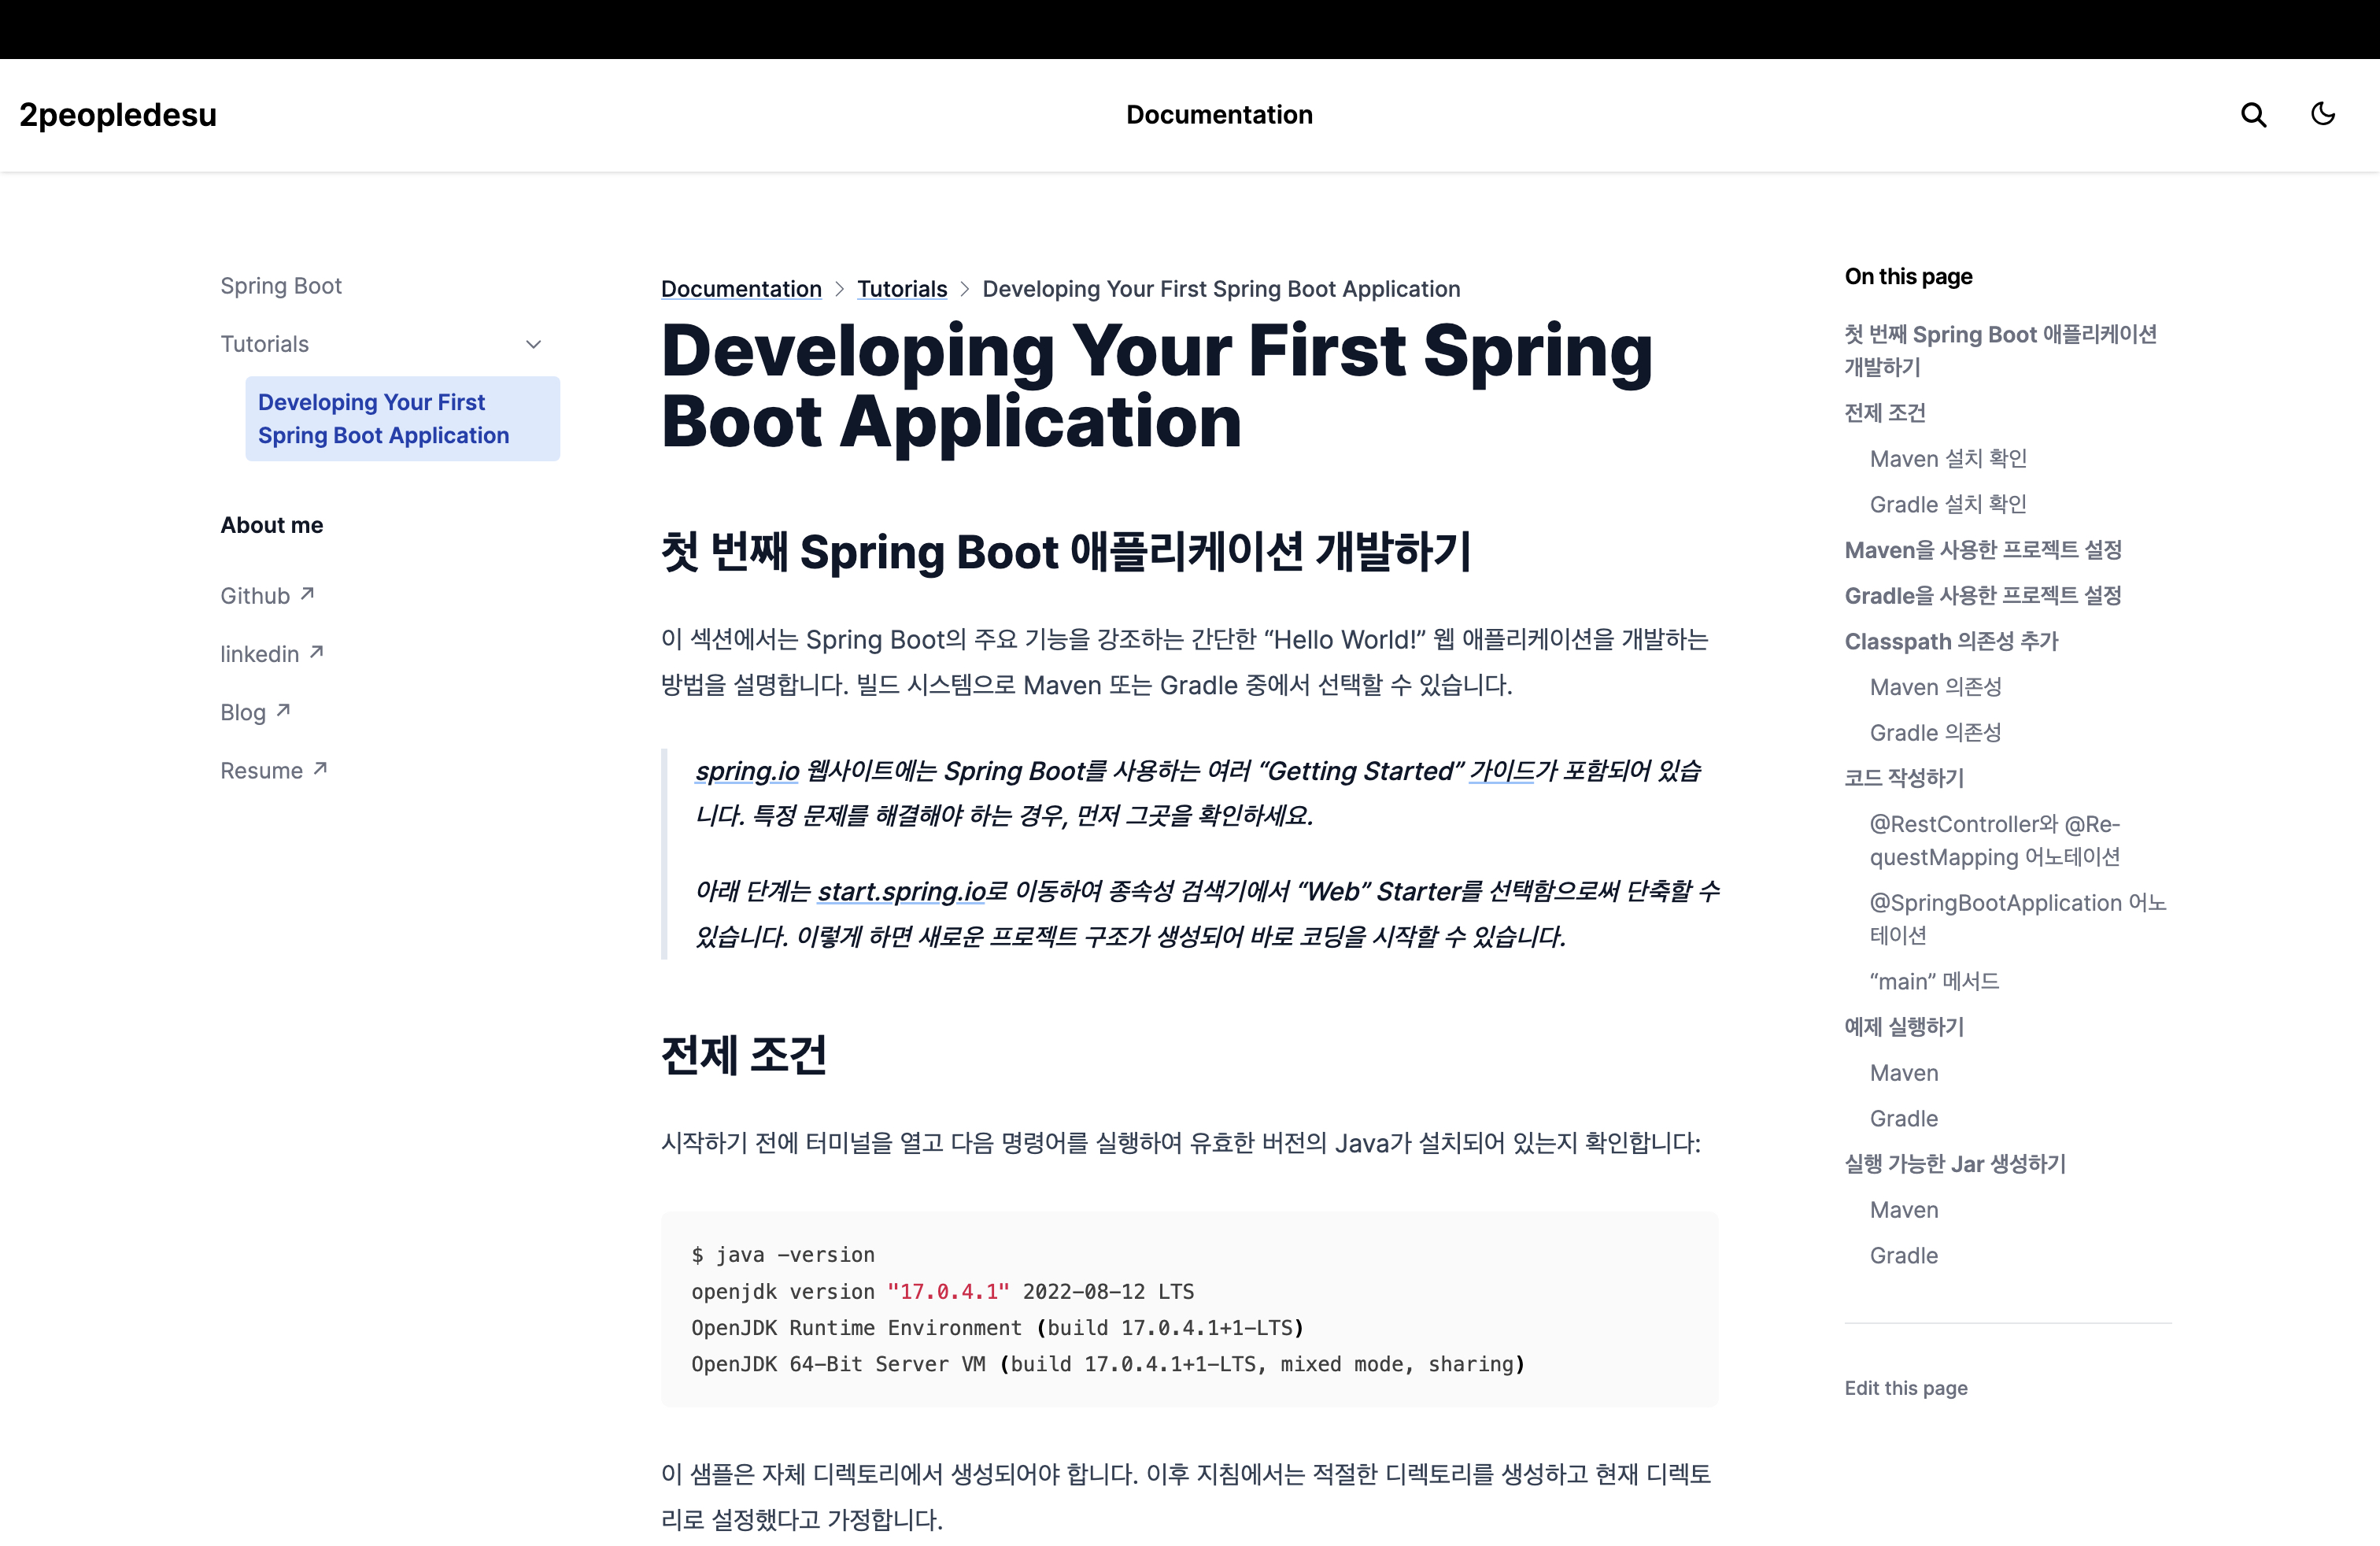 2peopledesu
Documentation
Spring Boot
Tutorials
Developing Your First
Spring Boot Application
About me
Github ↗
linkedin ↗
Blog ↗
Resume ↗
Documentation > Tutorials > Developing Your First Spring Boot Application
Developing Your First Spring
Boot Application
첫 번째 Spring Boot 애플리케이션 개발하기
이 섹션에서는 Spring Boot의 주요 기능을 강조하는 간단한 “Hello World!” 웹 애플리케이션을 개발하는
방법을 설명합니다. 빌드 시스템으로 Maven 또는 Gradle 중에서 선택할 수 있습니다.
spring.io 웹사이트에는 Spring Boot를 사용하는 여러 “Getting Started” 가이드가 포함되어 있습
니다. 특정 문제를 해결해야 하는 경우, 먼저 그곳을 확인하세요.
아래 단계는 start.spring.io로 이동하여 종속성 검색기에서 “Web” Starter를 선택함으로써 단축할 수
있습니다. 이렇게 하면 새로운 프로젝트 구조가 생성되어 바로 코딩을 시작할 수 있습니다.
전제 조건
시작하기 전에 터미널을 열고 다음 명령어를 실행하여 유효한 버전의 Java가 설치되어 있는지 확인합니다:
$ java -version
openjdk version "17.0.4.1" 2022-08-12 LTS
OpenJDK Runtime Environment (build 17.0.4.1+1-LTS)
OpenJDK 64-Bit Server VM (build 17.0.4.1+1-LTS, mixed mode, sharing)
이 샘플은 자체 디렉토리에서 생성되어야 합니다. 이후 지침에서는 적절한 디렉토리를 생성하고 현재 디렉토
리로 설정했다고 가정합니다.
On this page
첫 번째 Spring Boot 애플리케이션
개발하기
전제 조건
Maven 설치 확인
Gradle 설치 확인
Maven을 사용한 프로젝트 설정
Gradle을 사용한 프로젝트 설정
Classpath 의존성 추가
Maven 의존성
Gradle 의존성
코드 작성하기
@RestController와 @Re-
questMapping 어노테이션
@SpringBootApplication 어노
테이션
“main” 메서드
예제 실행하기
Maven
Gradle
실행 가능한 Jar 생성하기
Maven
Gradle
Edit this page